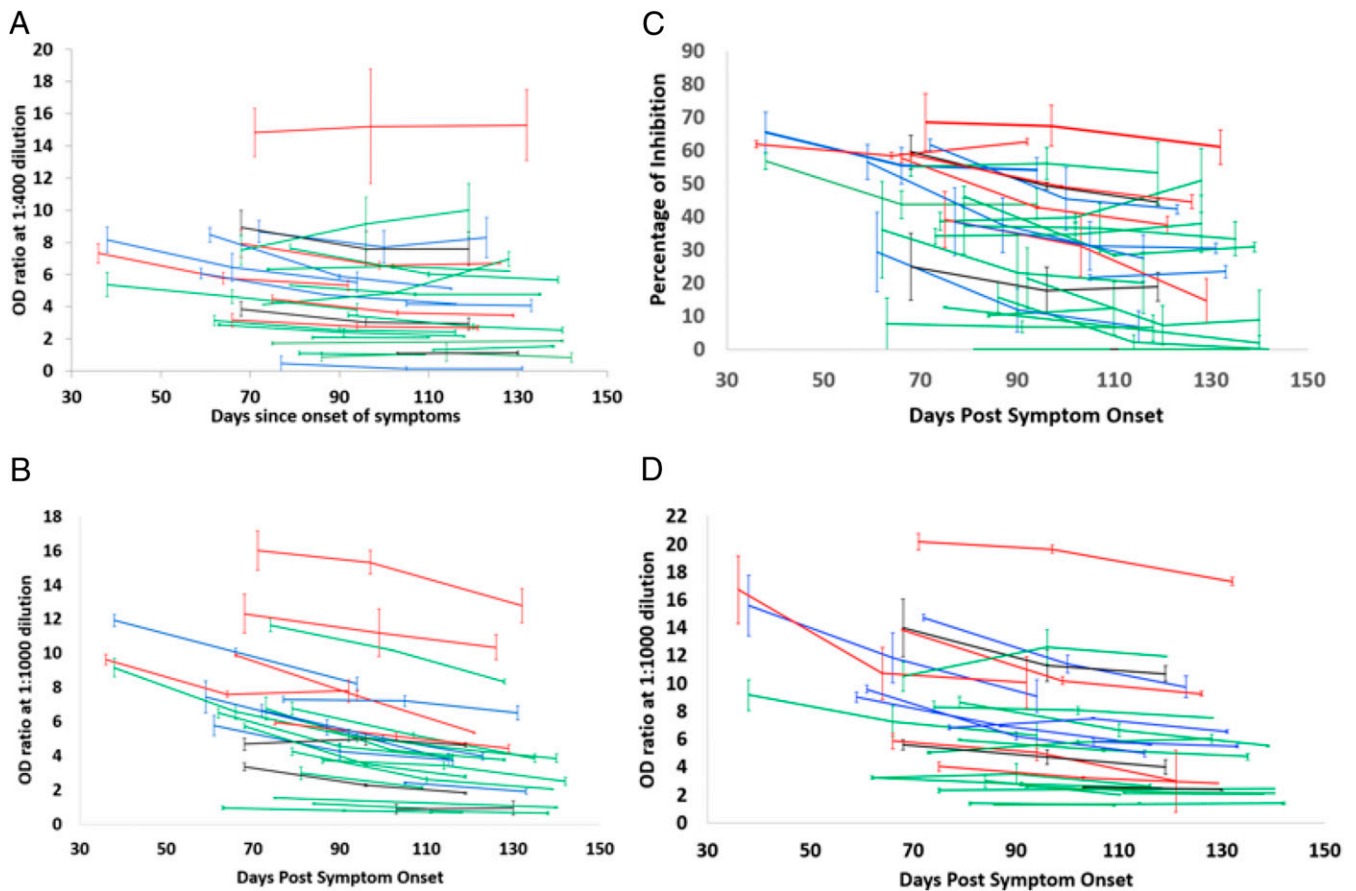 A
20
18
16
14
12
10
8
6
4
2
0
OD ratio at 1:400 dilution
30 50 70 90 110 130 150
Days since onset of symptoms
C
90
80
70
60
50
40
30
20
10
0
Percentage of Inhibition
30 50 70 90 110 130 150
Days Post Symptom Onset
B
18
16
14
12
10
8
6
4
2
0
OD ratio at 1:1000 dilution
30 50 70 90 110 130 150
Days Post Symptom Onset
D
22
20
18
16
14
12
10
8
6
4
2
0
OD ratio at 1:1000 dilution
30 50 70 90 110 130 150
Days Post Symptom Onset